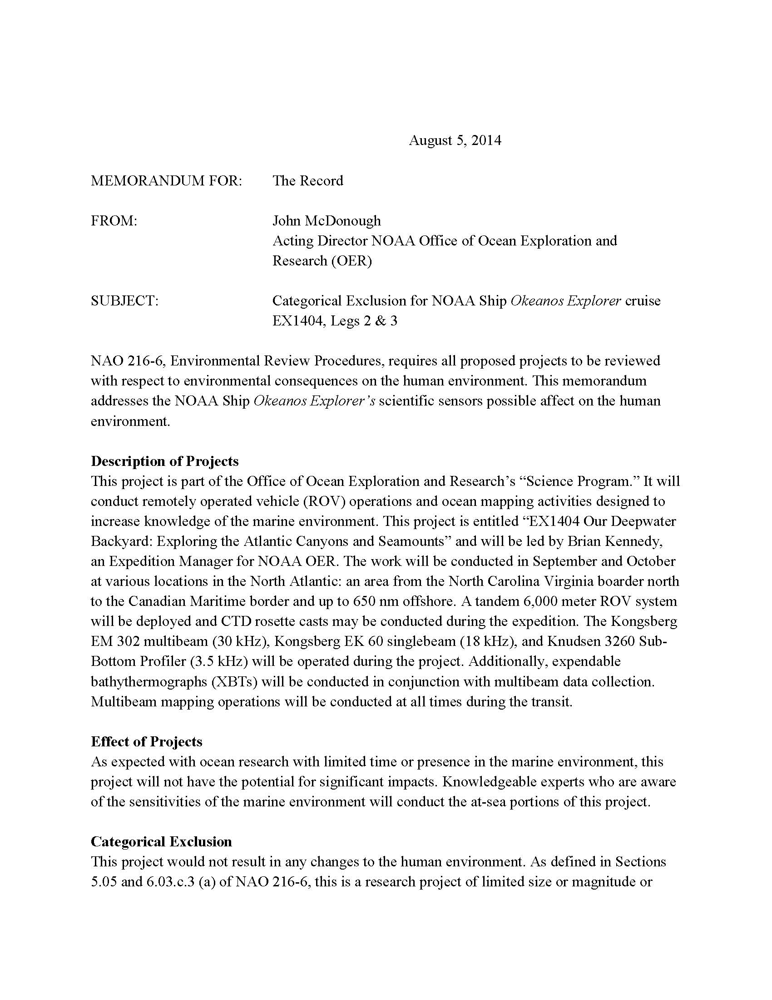 August 5, 2014
MEMORANDUM FOR: The Record
FROM: John McDonough
Acting Director NOAA Office of Ocean Exploration and
Research (OER)
SUBJECT: Categorical Exclusion for NOAA Ship Okeanos Explorer cruise
EX1404, Legs 2 & 3
NAO 216-6, Environmental Review Procedures, requires all proposed projects to be reviewed
with respect to environmental consequences on the human environment. This memorandum
addresses the NOAA Ship Okeanos Explorer’s scientific sensors possible affect on the human
environment.
Description of Projects
This project is part of the Office of Ocean Exploration and Research’s “Science Program.” It will
conduct remotely operated vehicle (ROV) operations and ocean mapping activities designed to
increase knowledge of the marine environment. This project is entitled “EX1404 Our Deepwater
Backyard: Exploring the Atlantic Canyons and Seamounts” and will be led by Brian Kennedy,
an Expedition Manager for NOAA OER. The work will be conducted in September and October
at various locations in the North Atlantic: an area from the North Carolina Virginia boarder north
to the Canadian Maritime border and up to 650 nm offshore. A tandem 6,000 meter ROV system
will be deployed and CTD rosette casts may be conducted during the expedition. The Kongsberg
EM 302 multibeam (30 kHz), Kongsberg EK 60 singlebeam (18 kHz), and Knudsen 3260 Sub-
Bottom Profiler (3.5 kHz) will be operated during the project. Additionally, expendable
bathythermographs (XBTs) will be conducted in conjunction with multibeam data collection.
Multibeam mapping operations will be conducted at all times during the transit.
Effect of Projects
As expected with ocean research with limited time or presence in the marine environment, this
project will not have the potential for significant impacts. Knowledgeable experts who are aware
of the sensitivities of the marine environment will conduct the at-sea portions of this project.
Categorical Exclusion
This project would not result in any changes to the human environment. As defined in Sections
5.05 and 6.03.c.3 (a) of NAO 216-6, this is a research project of limited size or magnitude or